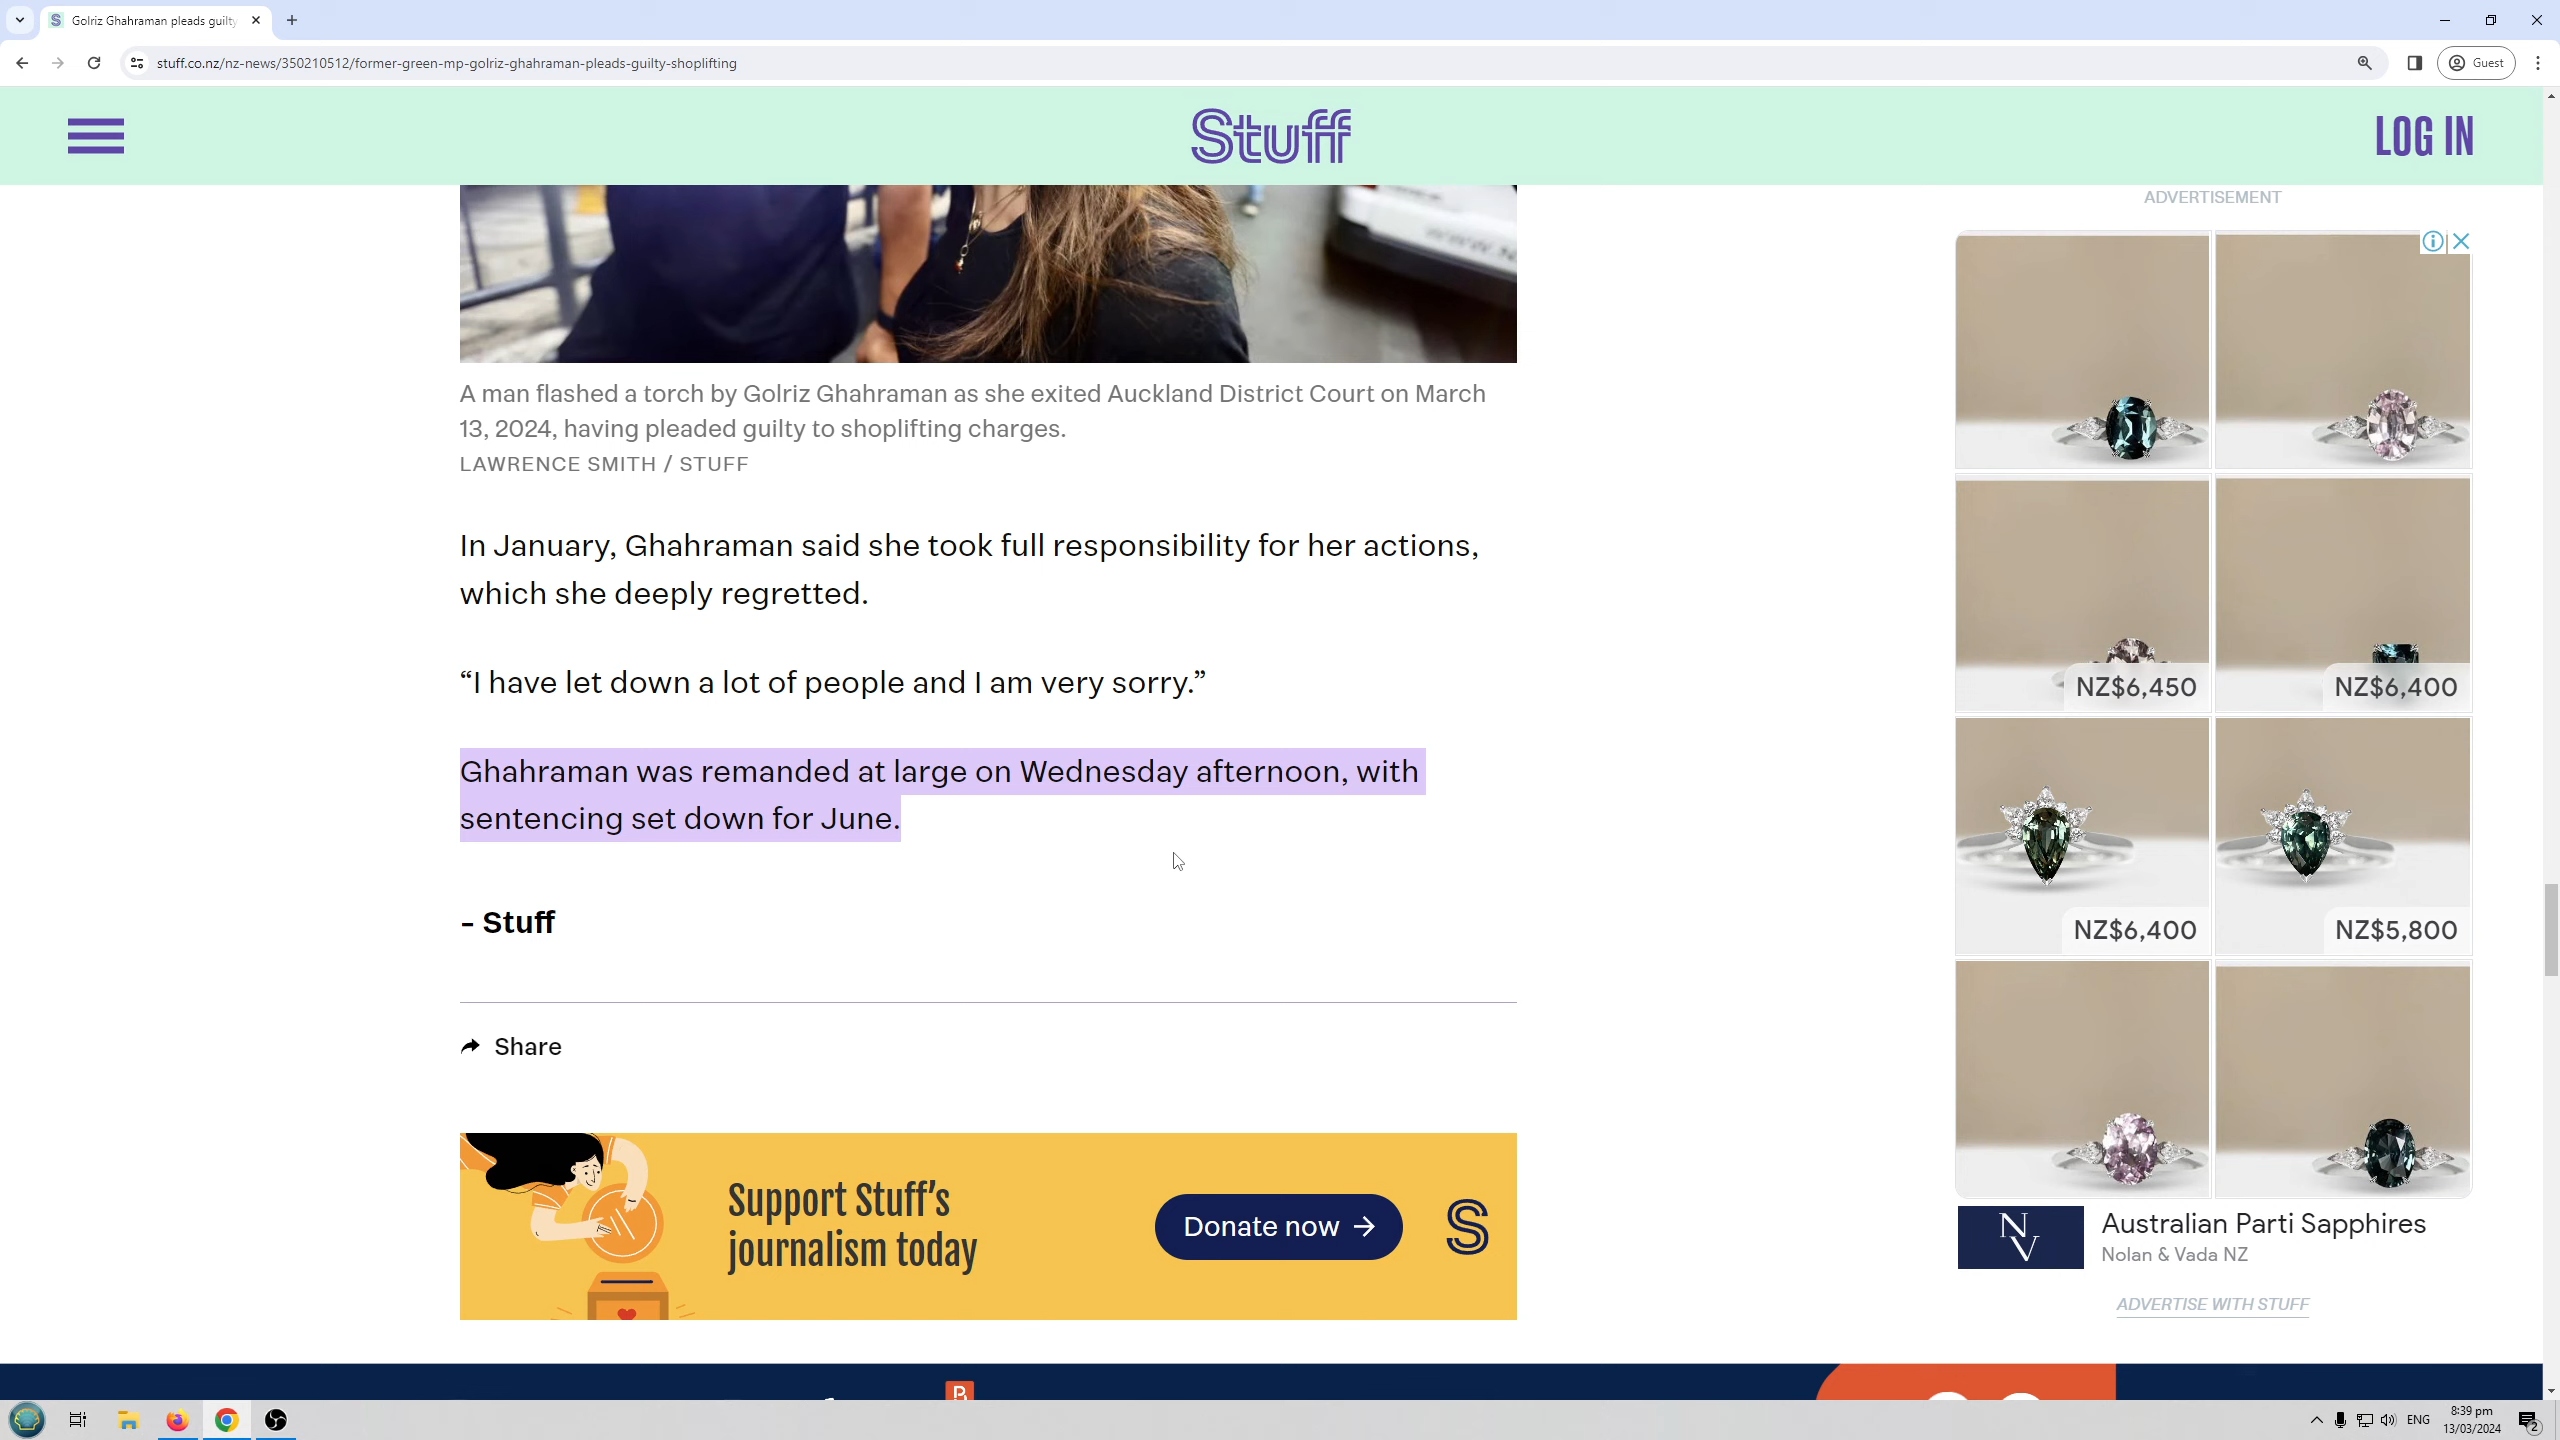 Golriz Ghahraman pleads guilty
stuff.co.nz/nz-news/350210512/former-green-mp-golriz-ghahraman-pleads-guilty-shoplifting
Guest
Stuff
LOG IN
A man flashed a torch by Golriz Ghahraman as she exited Auckland District Court on March
13, 2024, having pleaded guilty to shoplifting charges.
LAWRENCE SMITH / STUFF
In January, Ghahraman said she took full responsibility for her actions,
which she deeply regretted.
“I have let down a lot of people and I am very sorry.”
Ghahraman was remanded at large on Wednesday afternoon, with
sentencing set down for June.
– Stuff
Share
Support Stuff’s
journalism today
Donate now →
S
ADVERTISEMENT
NZ$6,450
NZ$6,400
NZ$6,400
NZ$5,800
NV
Australian Parti Sapphires
Nolan & Vada NZ
ADVERTISE WITH STUFF
B
ENG
8:39 pm
13/03/2024
2